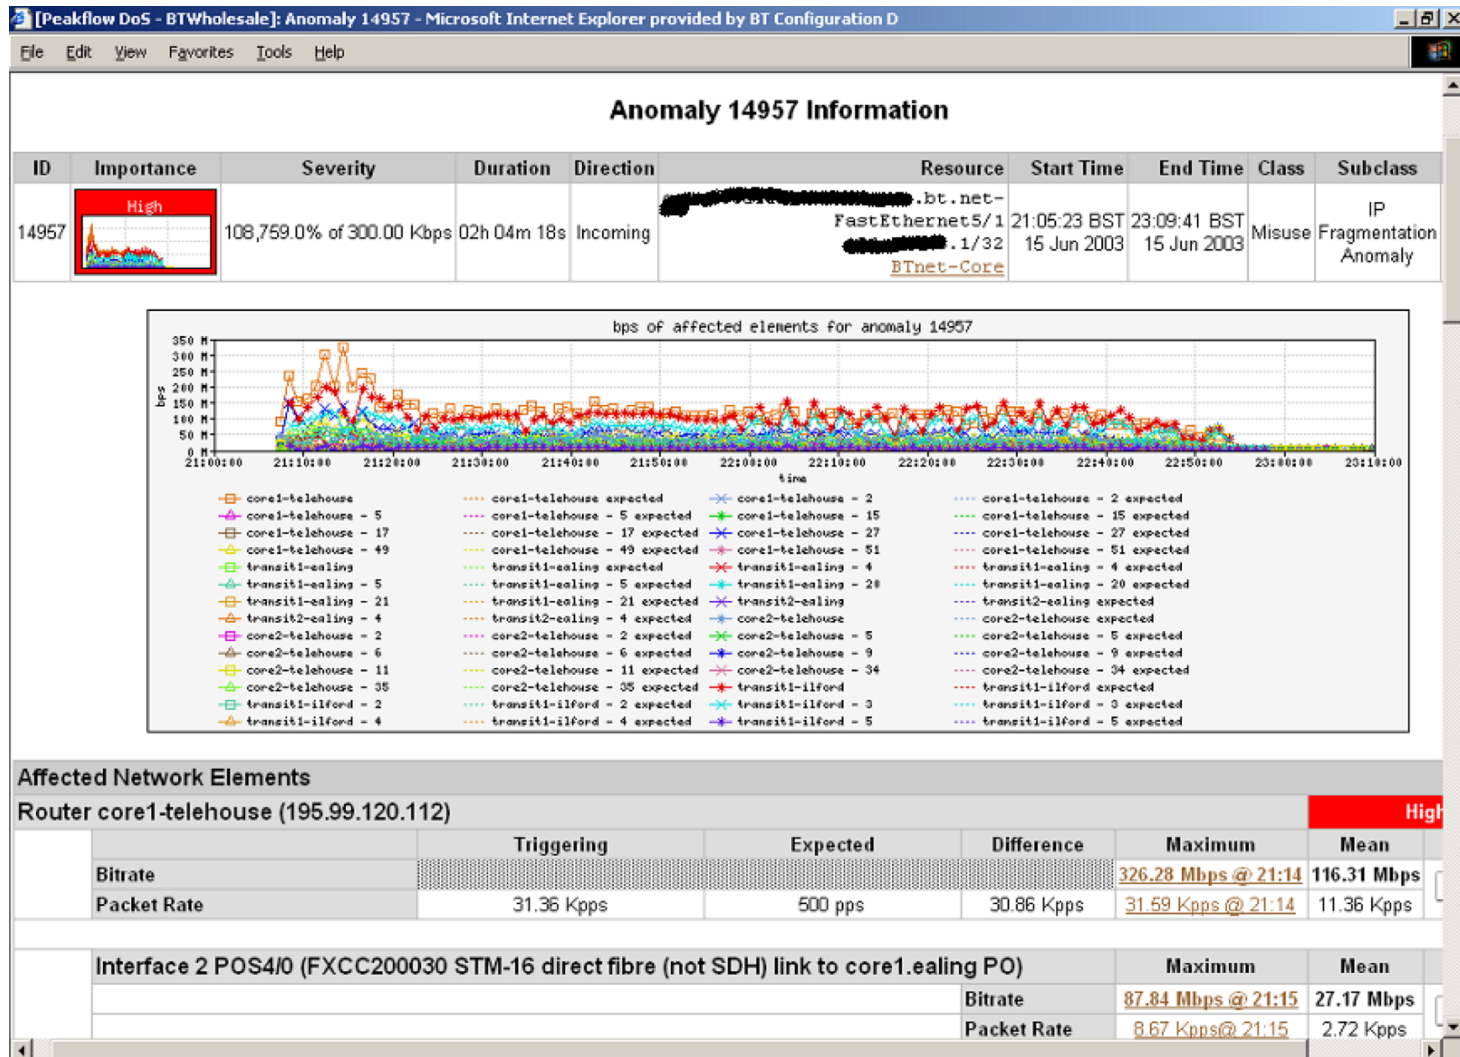 [Peakflow DoS - BTWholesale]: Anomaly 14957 - Microsoft Internet Explorer provided by BT Configuration D
File Edit View Favorites Tools Help
Anomaly 14957 Information
ID Importance Severity Duration Direction Resource Start Time End Time Class Subclass
14957 High 108,759.0% of 300.00 Kbps 02h 04m 18s Incoming .bt.net-FastEthernet5/1 .1/32 BTnet-Core 21:05:23 BST 15 Jun 2003 23:09:41 BST 15 Jun 2003 Misuse IP Fragmentation Anomaly
bps of affected elements for anomaly 14957
350 M
300 M
250 M
200 M
150 M
100 M
50 M
0 M
bps
21:00:00 21:10:00 21:20:00 21:30:00 21:40:00 21:50:00 22:00:00 22:10:00 22:20:00 22:30:00 22:40:00 22:50:00 23:00:00 23:10:00
time
core1-telehouse core1-telehouse expected core1-telehouse - 2 core1-telehouse - 2 expected
core1-telehouse - 5 core1-telehouse - 5 expected core1-telehouse - 15 core1-telehouse - 15 expected
core1-telehouse - 17 core1-telehouse - 17 expected core1-telehouse - 27 core1-telehouse - 27 expected
core1-telehouse - 49 core1-telehouse - 49 expected core1-telehouse - 51 core1-telehouse - 51 expected
transit1-ealing transit1-ealing expected transit1-ealing - 4 transit1-ealing - 4 expected
transit1-ealing - 5 transit1-ealing - 5 expected transit1-ealing - 20 transit1-ealing - 20 expected
transit1-ealing - 21 transit1-ealing - 21 expected transit2-ealing transit2-ealing expected
transit2-ealing - 4 transit2-ealing - 4 expected core2-telehouse core2-telehouse expected
core2-telehouse - 2 core2-telehouse - 2 expected core2-telehouse - 5 core2-telehouse - 5 expected
core2-telehouse - 6 core2-telehouse - 6 expected core2-telehouse - 9 core2-telehouse - 9 expected
core2-telehouse - 11 core2-telehouse - 11 expected core2-telehouse - 34 core2-telehouse - 34 expected
core2-telehouse - 35 core2-telehouse - 35 expected transit1-ilford transit1-ilford expected
transit1-ilford - 2 transit1-ilford - 2 expected transit1-ilford - 3 transit1-ilford - 3 expected
transit1-ilford - 4 transit1-ilford - 4 expected transit1-ilford - 5 transit1-ilford - 5 expected
Affected Network Elements
Router core1-telehouse (195.99.120.112) High
Triggering Expected Difference Maximum Mean
Bitrate 326.28 Mbps @ 21:14 116.31 Mbps
Packet Rate 31.36 Kpps 500 pps 30.86 Kpps 31.59 Kpps @ 21:14 11.36 Kpps
Interface 2 POS4/0 (FXCC200030 STM-16 direct fibre (not SDH) link to core1.ealing PO) Maximum Mean
Bitrate 87.84 Mbps @ 21:15 27.17 Mbps
Packet Rate 8.67 Kpps@ 21:15 2.72 Kpps